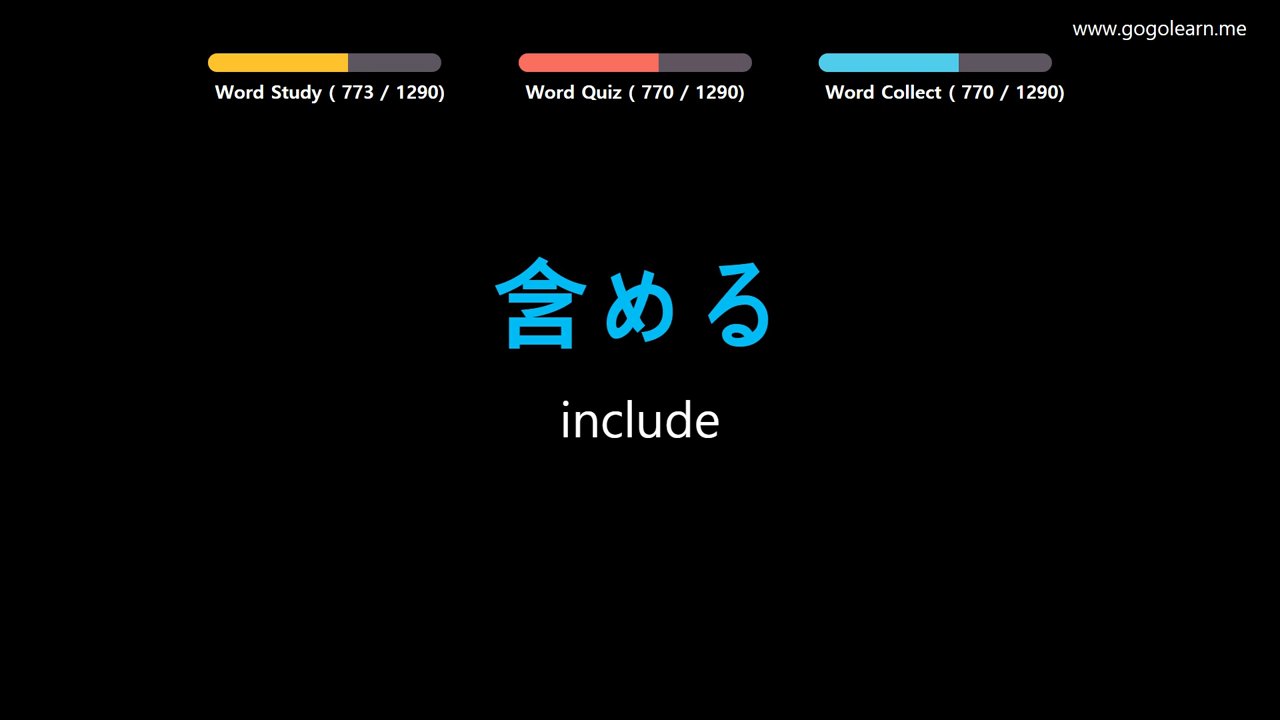 www.gogolearn.me
Word Study ( 773 / 1290)
Word Quiz ( 770 / 1290)
Word Collect ( 770 / 1290)
含める
include